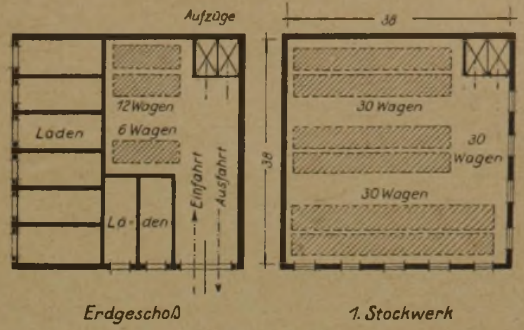 Aufzüge
38
12 Wagen
6 Wagen
Laden
Lä-den
Einfahrt
Ausfahrt
38
30 Wagen
30
Wagen
30 Wagen
Erdgeschoß
1. Stockwerk